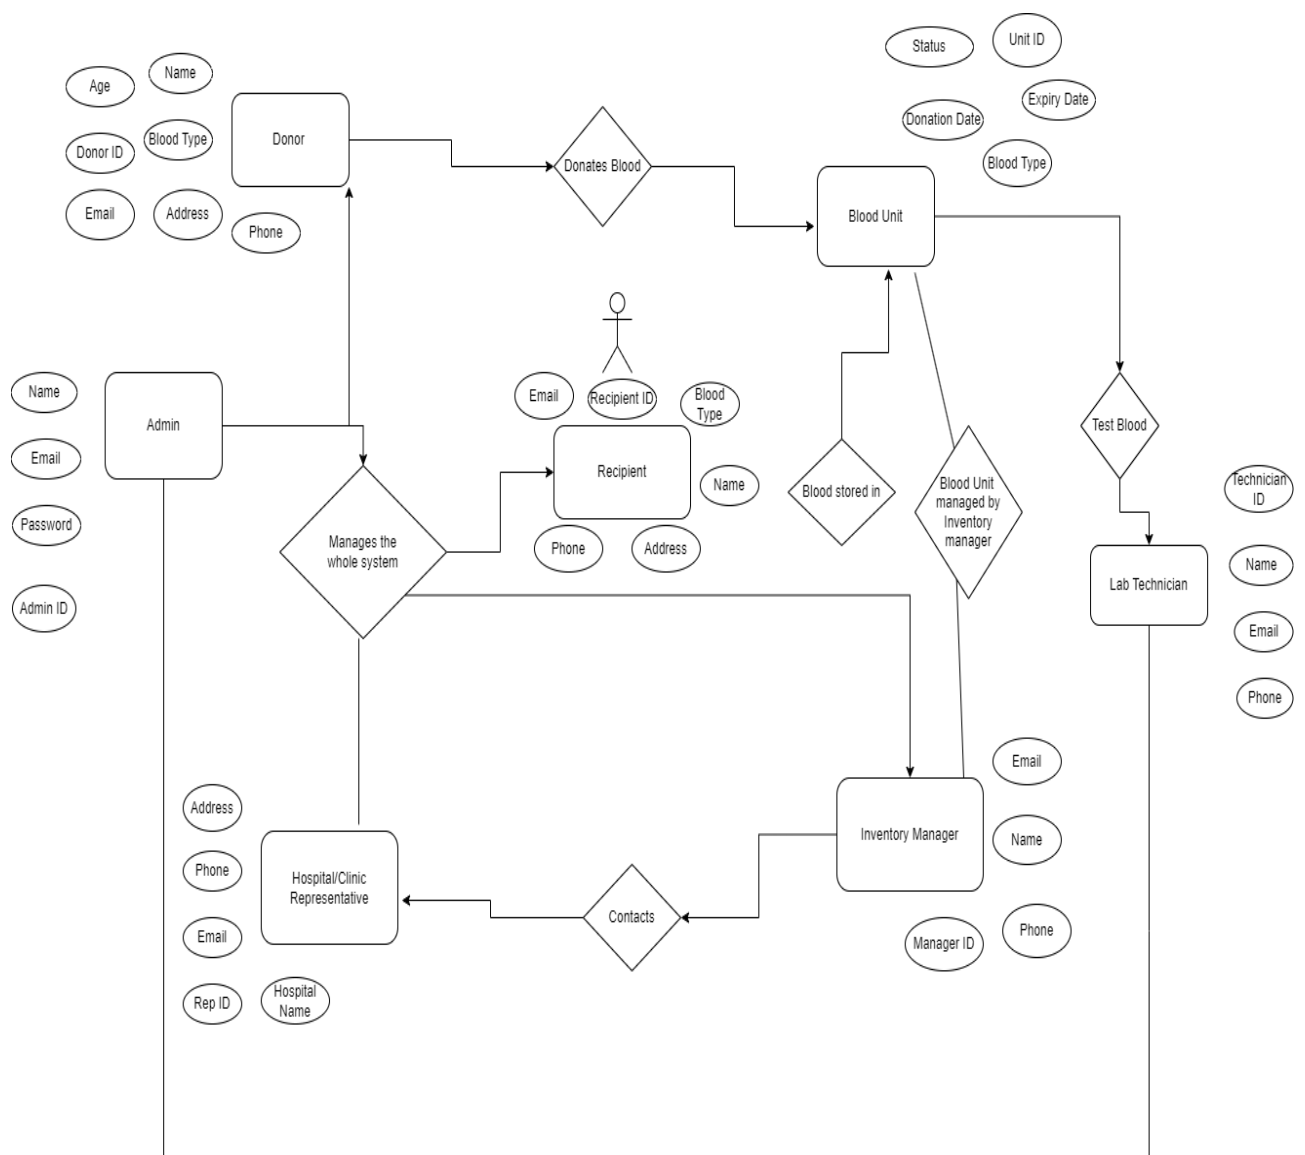 Status
Unit ID
Age
Name
Expiry Date
Donation Date
Donor ID
Blood Type
Donor
Donates Blood
Blood Type
Email
Address
Phone
Blood Unit
Name
Admin
Email
Recipient ID
Blood
Type
Test Blood
Email
Recipient
Name
Blood stored in
Blood Unit
managed by
Inventory
manager
Technician
ID
Password
Manages the
whole system
Phone
Address
Name
Lab Technician
Admin ID
Email
Phone
Email
Address
Inventory Manager
Name
Phone
Hospital/Clinic
Representative
Contacts
Email
Manager ID
Phone
Rep ID
Hospital
Name